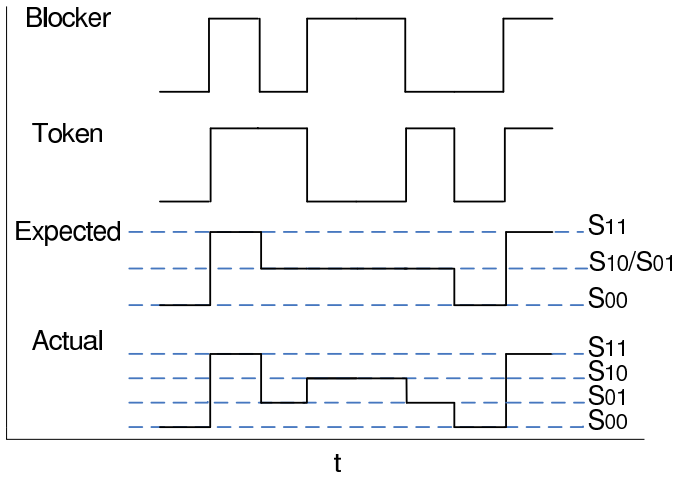 Blocker
Token
Expected
S11
S10/S01
S00
Actual
S11
S10
S01
S00
t